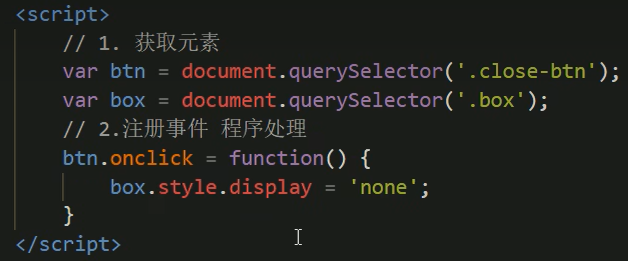 <script>
// 1. 获取元素
var btn = document.querySelector('.close-btn');
var box = document.querySelector('.box');
// 2.注册事件 程序处理
btn.onclick = function() {
box.style.display = 'none';
}
</script>